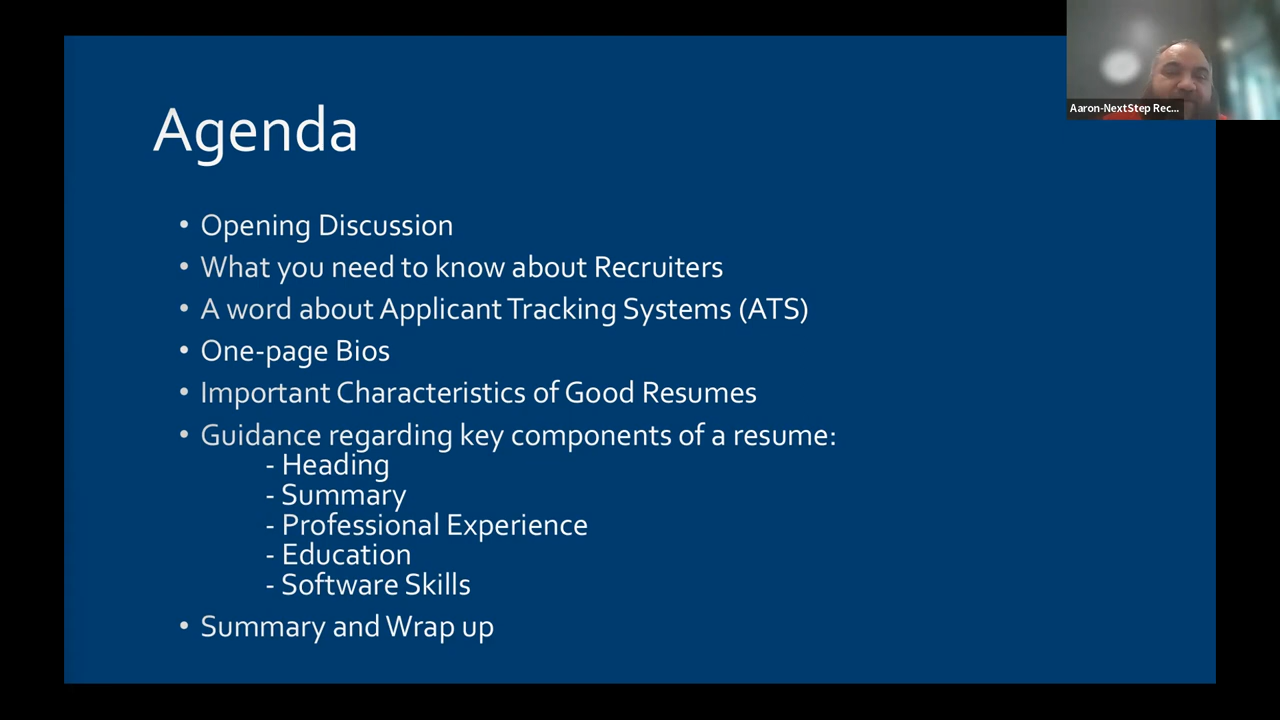 Agenda
Aaron-NextStep Rec...
• Opening Discussion
• What you need to know about Recruiters
• A word about Applicant Tracking Systems (ATS)
• One-page Bios
• Important Characteristics of Good Resumes
• Guidance regarding key components of a resume:
- Heading
- Summary
- Professional Experience
- Education
- Software Skills
• Summary and Wrap up